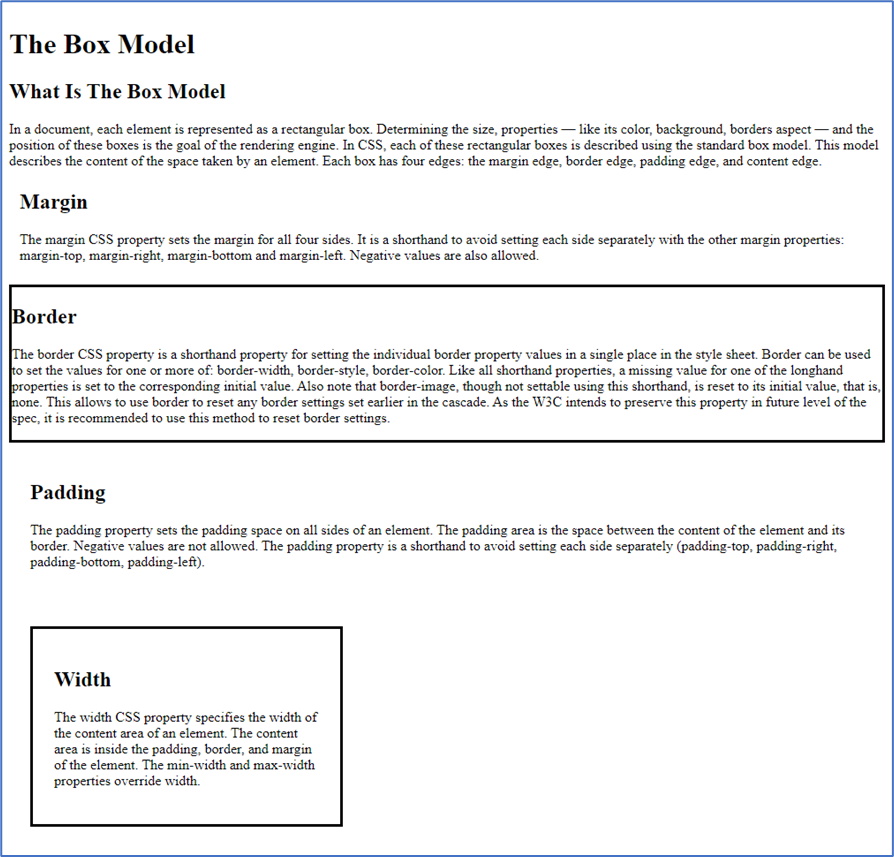 The Box Model
What Is The Box Model
In a document, each element is represented as a rectangular box. Determining the size, properties — like its color, background, borders aspect — and the
position of these boxes is the goal of the rendering engine. In CSS, each of these rectangular boxes is described using the standard box model. This model
describes the content of the space taken by an element. Each box has four edges: the margin edge, border edge, padding edge, and content edge.
Margin
The margin CSS property sets the margin for all four sides. It is a shorthand to avoid setting each side separately with the other margin properties:
margin-top, margin-right, margin-bottom and margin-left. Negative values are also allowed.
Border
The border CSS property is a shorthand property for setting the individual border property values in a single place in the style sheet. Border can be used
to set the values for one or more of: border-width, border-style, border-color. Like all shorthand properties, a missing value for one of the longhand
properties is set to the corresponding initial value. Also note that border-image, though not settable using this shorthand, is reset to its initial value, that is,
none. This allows to use border to reset any border settings set earlier in the cascade. As the W3C intends to preserve this property in future level of the
spec, it is recommended to use this method to reset border settings.
Padding
The padding property sets the padding space on all sides of an element. The padding area is the space between the content of the element and its
border. Negative values are not allowed. The padding property is a shorthand to avoid setting each side separately (padding-top, padding-right,
padding-bottom, padding-left).
Width
The width CSS property specifies the width of
the content area of an element. The content
area is inside the padding, border, and margin
of the element. The min-width and max-width
properties override width.